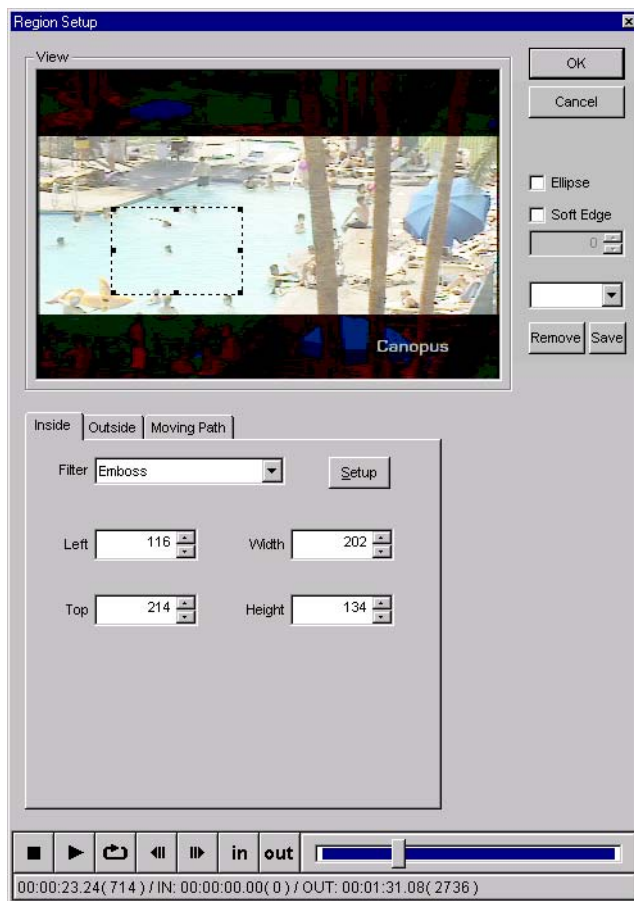 Region Setup
View
OK
Cancel
Ellipse
Soft Edge
0
Remove Save
Canopus
Inside Outside Moving Path
Filter Emboss Setup
Left 116 Width 202
Top 214 Height 134
in out
00:00:23.24( 714 ) / IN: 00:00:00.00( 0 ) / OUT: 00:01:31.08( 2736 )